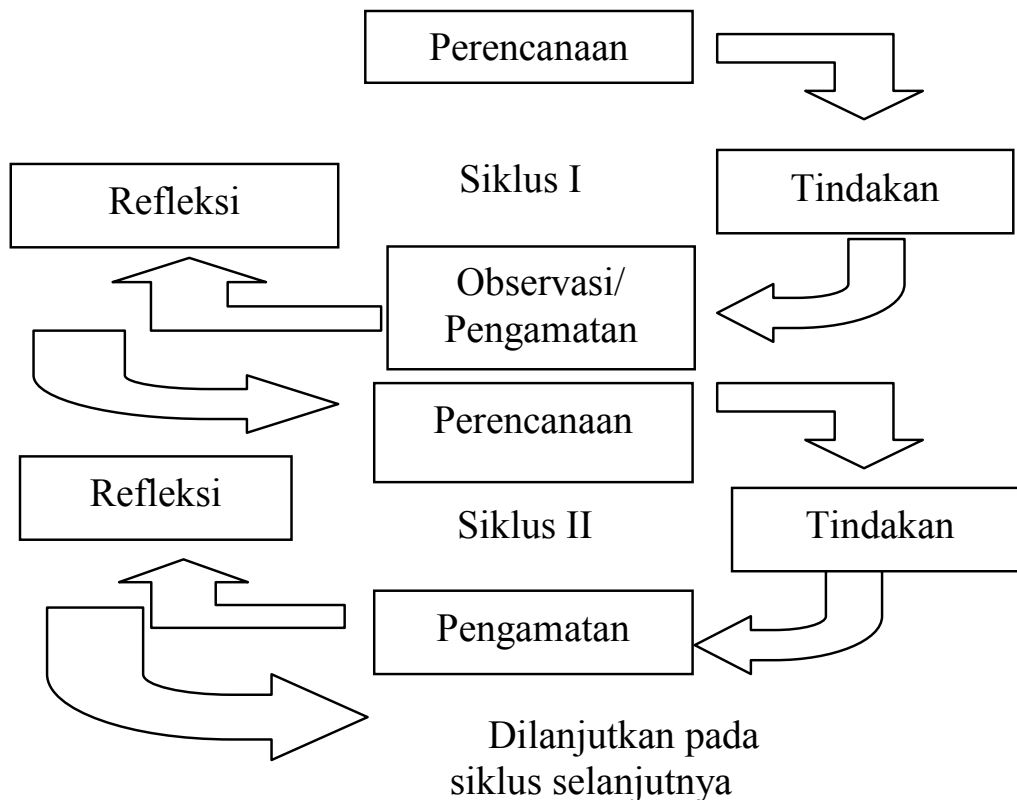 Perencanaan
Siklus I
Refleksi
Tindakan
Observasi/
Pengamatan
Perencanaan
Refleksi
Siklus II
Tindakan
Pengamatan
Dilanjutkan pada
siklus selanjutnya